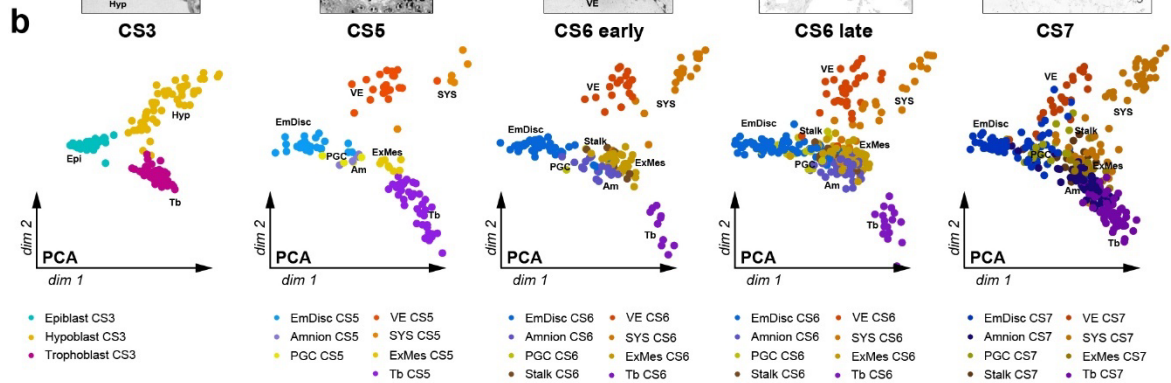 Hyp
VE
b
CS3
CS5
CS6 early
CS6 late
CS7
Hyp
Epi
Tb
dim 2
PCA
dim 1
VE
SYS
EmDisc
PGC
Am
ExMes
Tb
dim 2
PCA
dim 1
VE
SYS
EmDisc
Stalk
PGC
ExMes
Am
Tb
dim 2
PCA
dim 1
VE
SYS
EmDisc
Stalk
ExMes
PGC
Am
Tb
dim 2
PCA
dim 1
VE
SYS
EmDisc
Stalk
PGC
ExMes
Am
Tb
dim 2
PCA
dim 1
Epiblast CS3
Hypoblast CS3
Trophoblast CS3
EmDisc CS5
Amnion CS5
PGC CS5
VE CS5
SYS CS5
ExMes CS5
Tb CS5
EmDisc CS6
Amnion CS6
PGC CS6
Stalk CS6
VE CS6
SYS CS6
ExMes CS6
Tb CS6
EmDisc CS6
Amnion CS6
PGC CS6
Stalk CS6
VE CS6
SYS CS6
ExMes CS6
Tb CS6
EmDisc CS7
Amnion CS7
PGC CS7
Stalk CS7
VE CS7
SYS CS7
ExMes CS7
Tb CS7